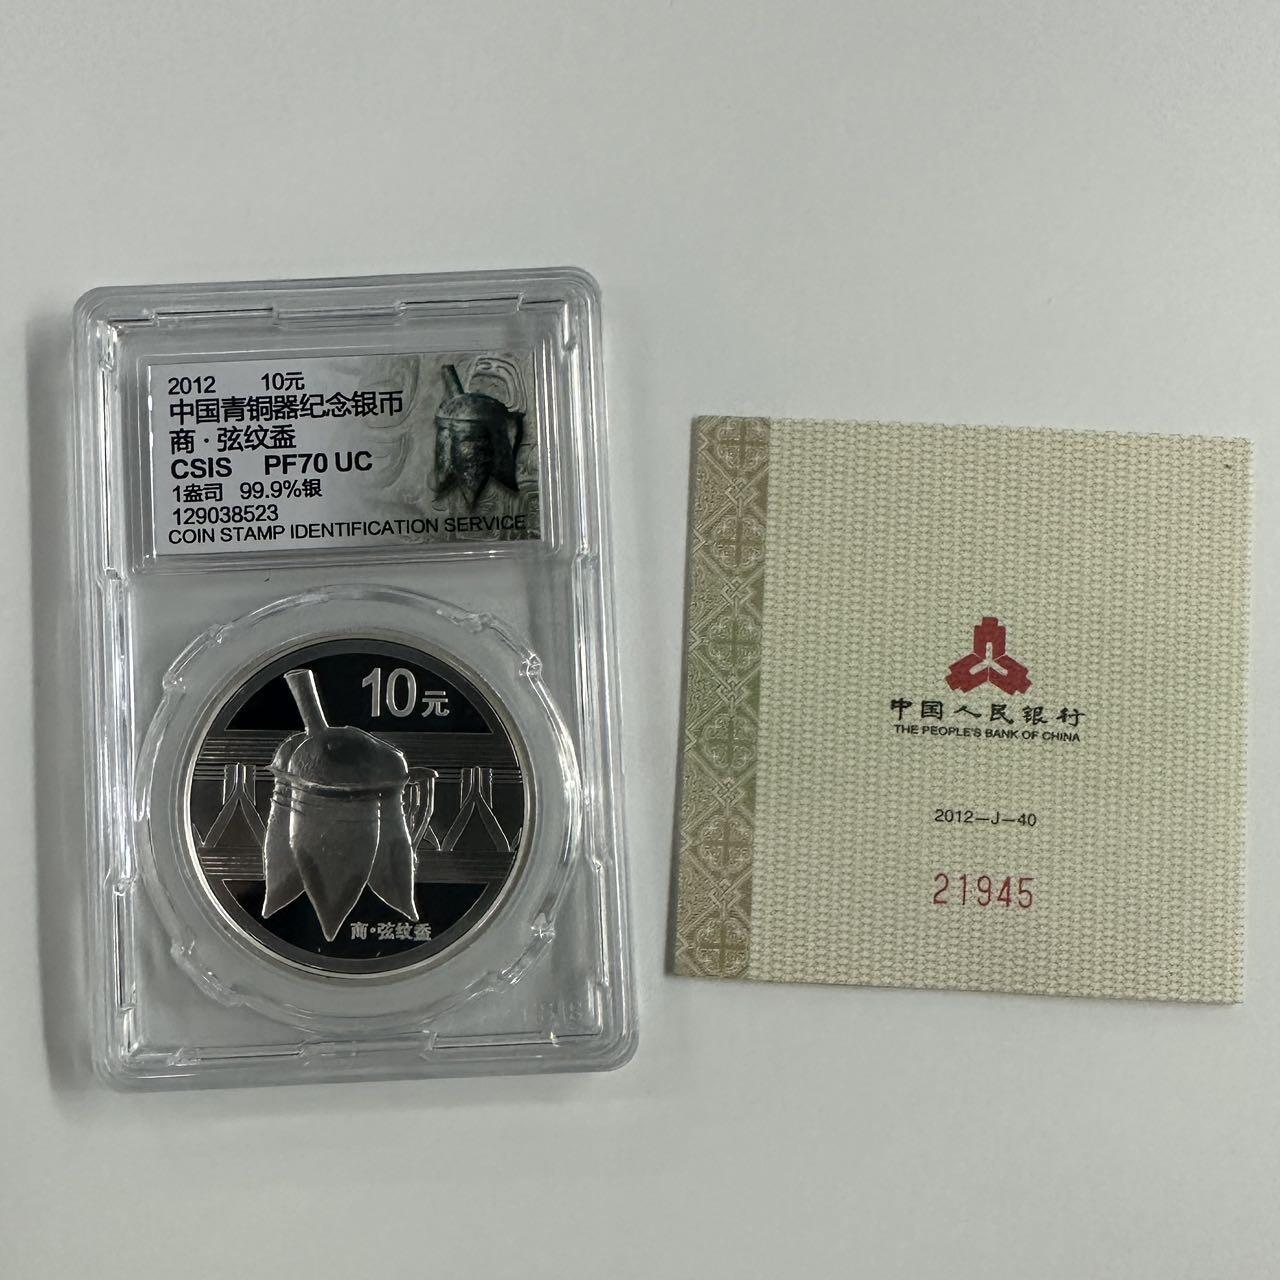 2012 10元
中国青铜器纪念银币
商·弦纹盉
CSIS PF70 UC
1盎司 99.9%银
129038523
COIN STAMP IDENTIFICATION SERVICE
10元
商·弦纹盉
CSIS
中国人民银行
THE PEOPLE'S BANK OF CHINA
2012-J-40
21945